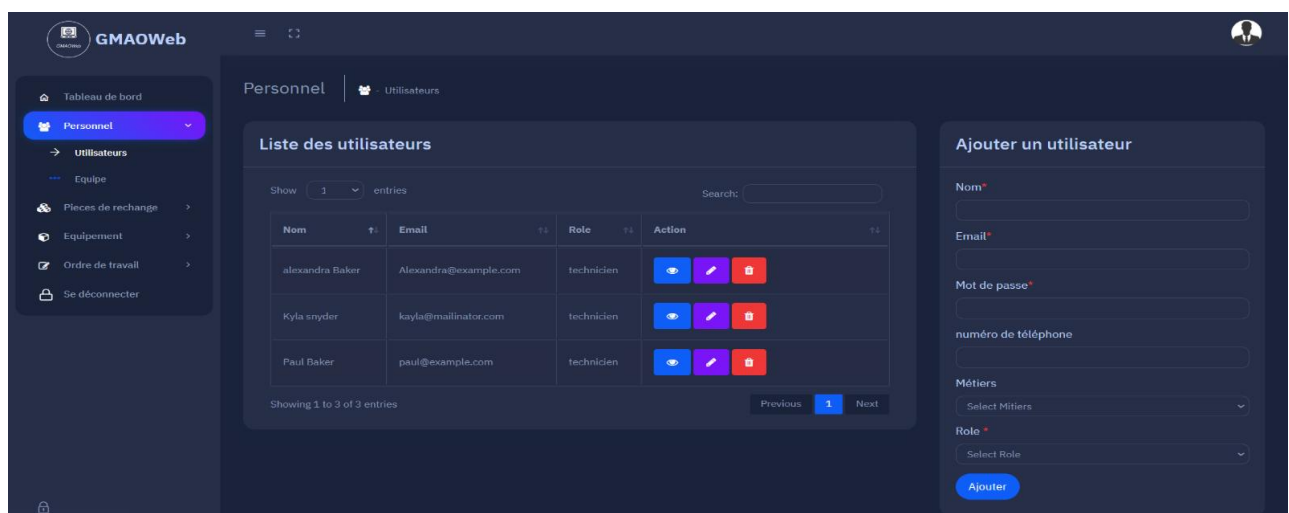 GMAOWeb
GMAOWeb
Tableau de bord
Personnel
Utilisateurs
Equipe
Pieces de rechange
Equipement
Ordre de travail
Se déconnecter
Personnel
- Utilisateurs
Liste des utilisateurs
Show 1 entries
Search:
Nom Email Role Action
alexandra Baker Alexandra@example.com technicien
Kyla snyder kayla@mailinator.com technicien
Paul Baker paul@example.com technicien
Showing 1 to 3 of 3 entries
Previous 1 Next
Ajouter un utilisateur
Nom*
Email*
Mot de passe*
numéro de téléphone
Métiers
Select Mitiers
Role *
Select Role
Ajouter